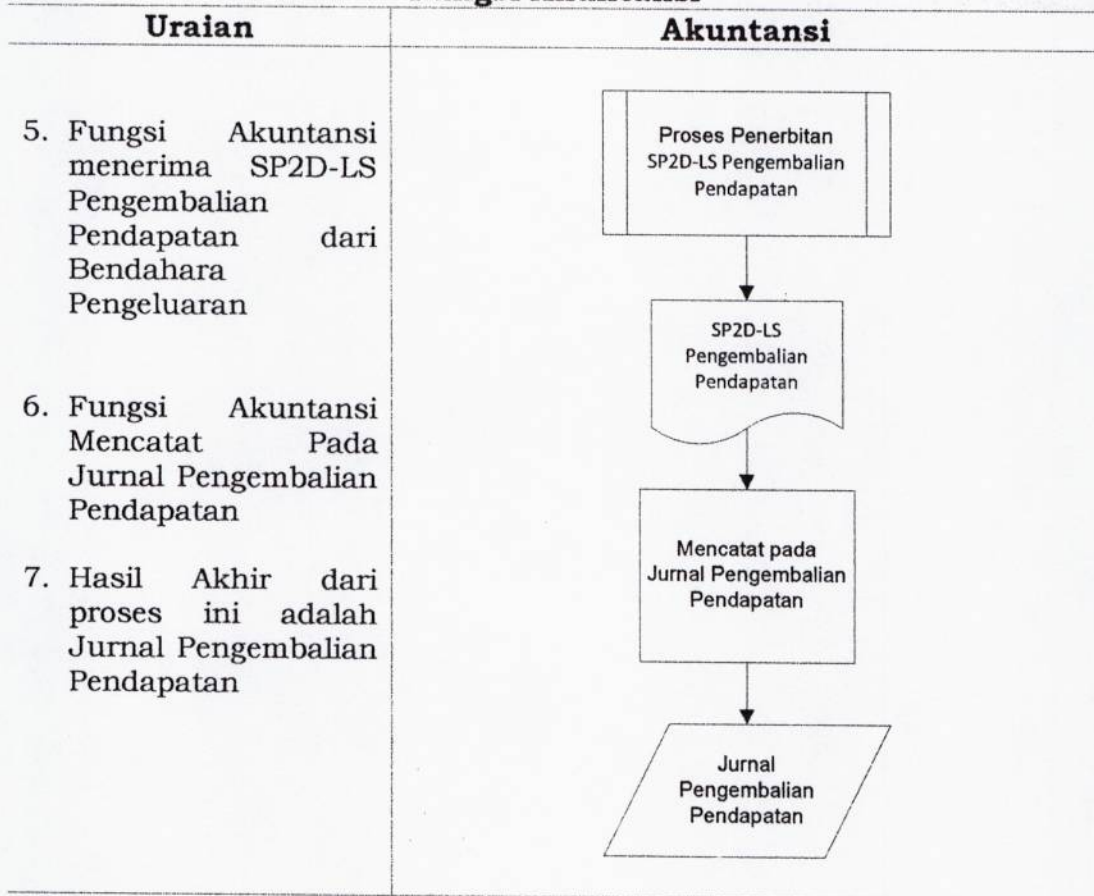 Uraian
Akuntansi
5. Fungsi Akuntansi
menerima SP2D-LS
Pengembalian
Pendapatan dari
Bendahara
Pengeluaran
6. Fungsi Akuntansi
Mencatat Pada
Jurnal Pengembalian
Pendapatan
7. Hasil Akhir dari
proses ini adalah
Jurnal Pengembalian
Pendapatan
Proses Penerbitan
SP2D-LS Pengembalian
Pendapatan
SP2D-LS
Pengembalian
Pendapatan
Mencatat pada
Jurnal Pengembalian
Pendapatan
Jurnal
Pengembalian
Pendapatan